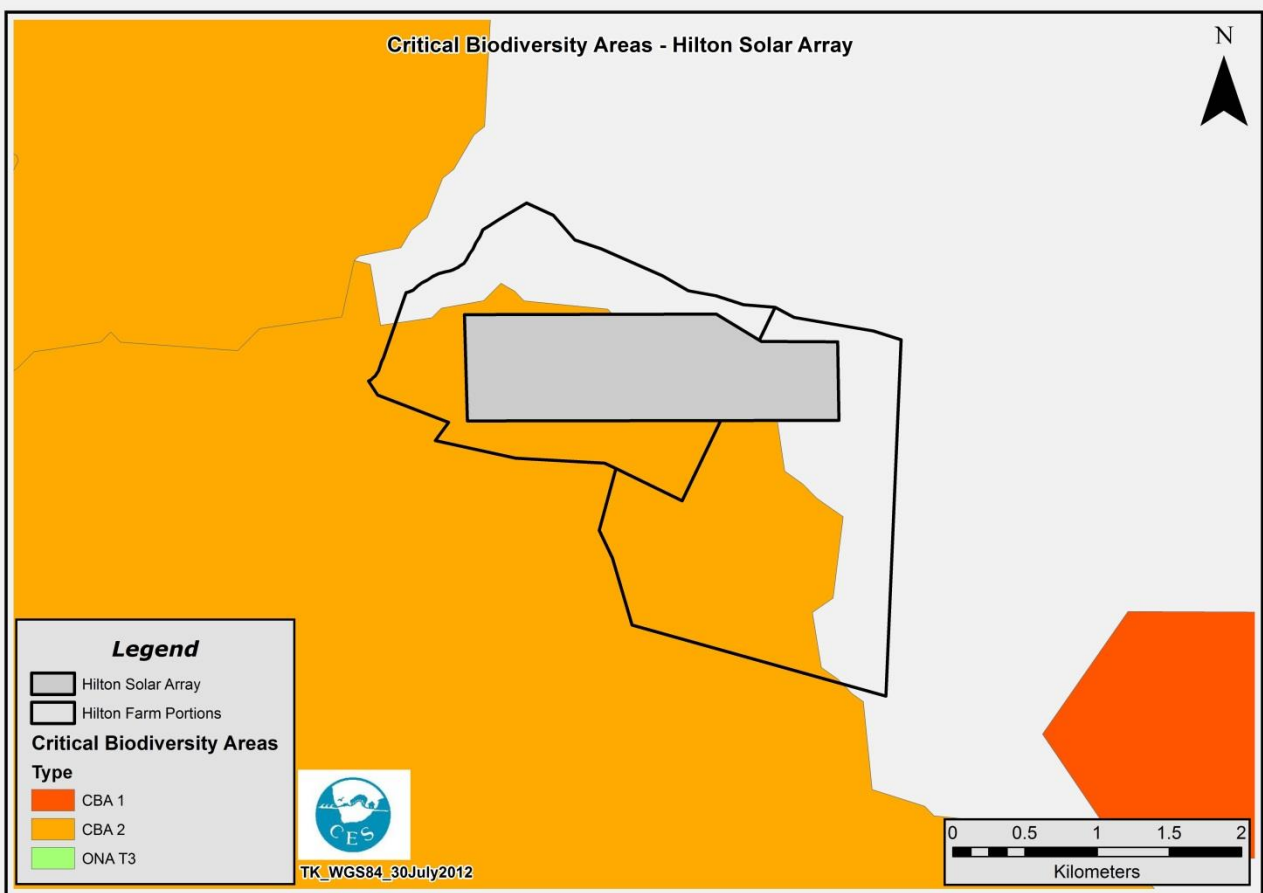 Critical Biodiversity Areas - Hilton Solar Array
N
Legend
Hilton Solar Array
Hilton Farm Portions
Critical Biodiversity Areas
Type
CBA 1
CBA 2
ONA T3
CES
TK_WGS84_30July2012
0 0.5 1 1.5 2
Kilometers